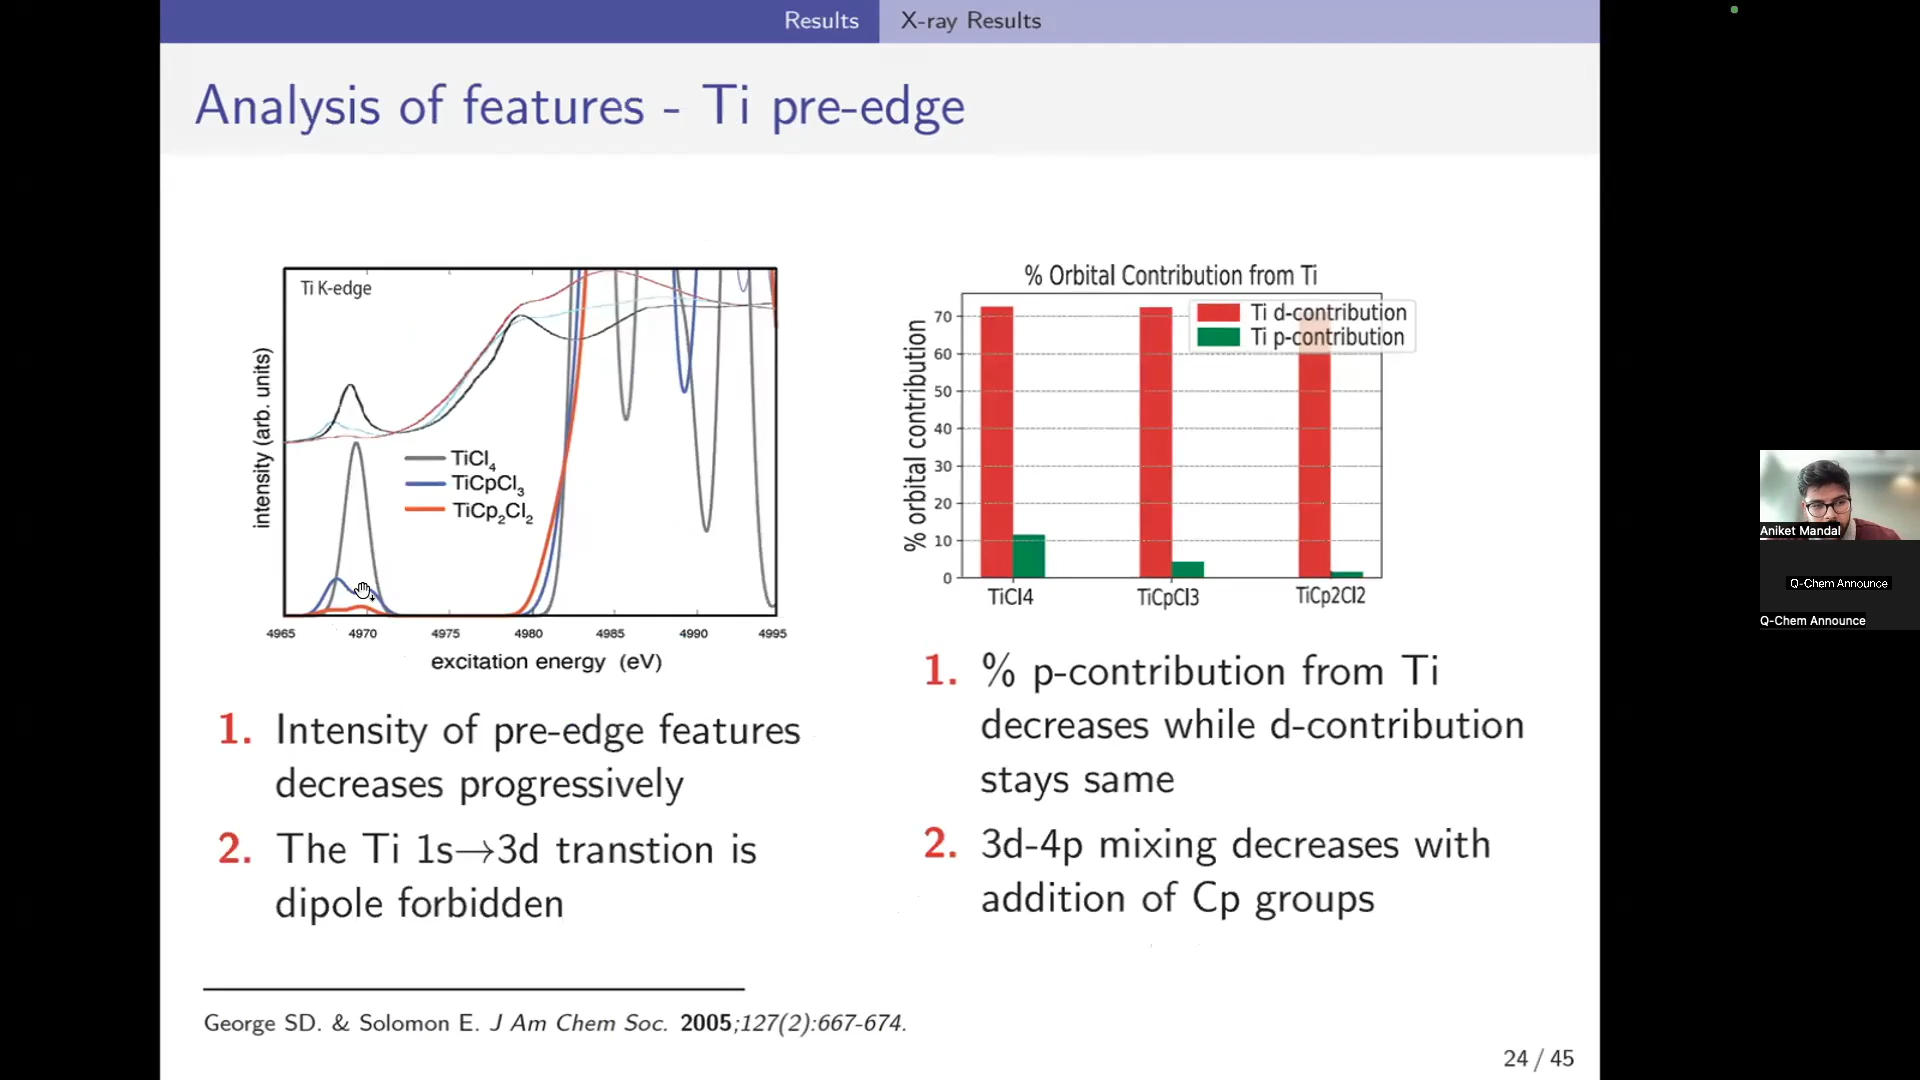 Results X-ray Results
Analysis of features - Ti pre-edge
Ti K-edge
intensity (arb. units)
TiCl4
TiCpCl3
TiCp2Cl2
4965 4970 4975 4980 4985 4990 4995
excitation energy (eV)
1. Intensity of pre-edge features
decreases progressively
2. The Ti 1s→3d transtion is
dipole forbidden
% Orbital Contribution from Ti
Ti d-contribution
Ti p-contribution
% orbital contribution
70
60
50
40
30
20
10
0
TiCl4 TiCpCl3 TiCp2Cl2
1. % p-contribution from Ti
decreases while d-contribution
stays same
2. 3d-4p mixing decreases with
addition of Cp groups
George SD. & Solomon E. J Am Chem Soc. 2005;127(2):667-674.
24 / 45
Aniket Mandal
Q-Chem Announce
Q-Chem Announce